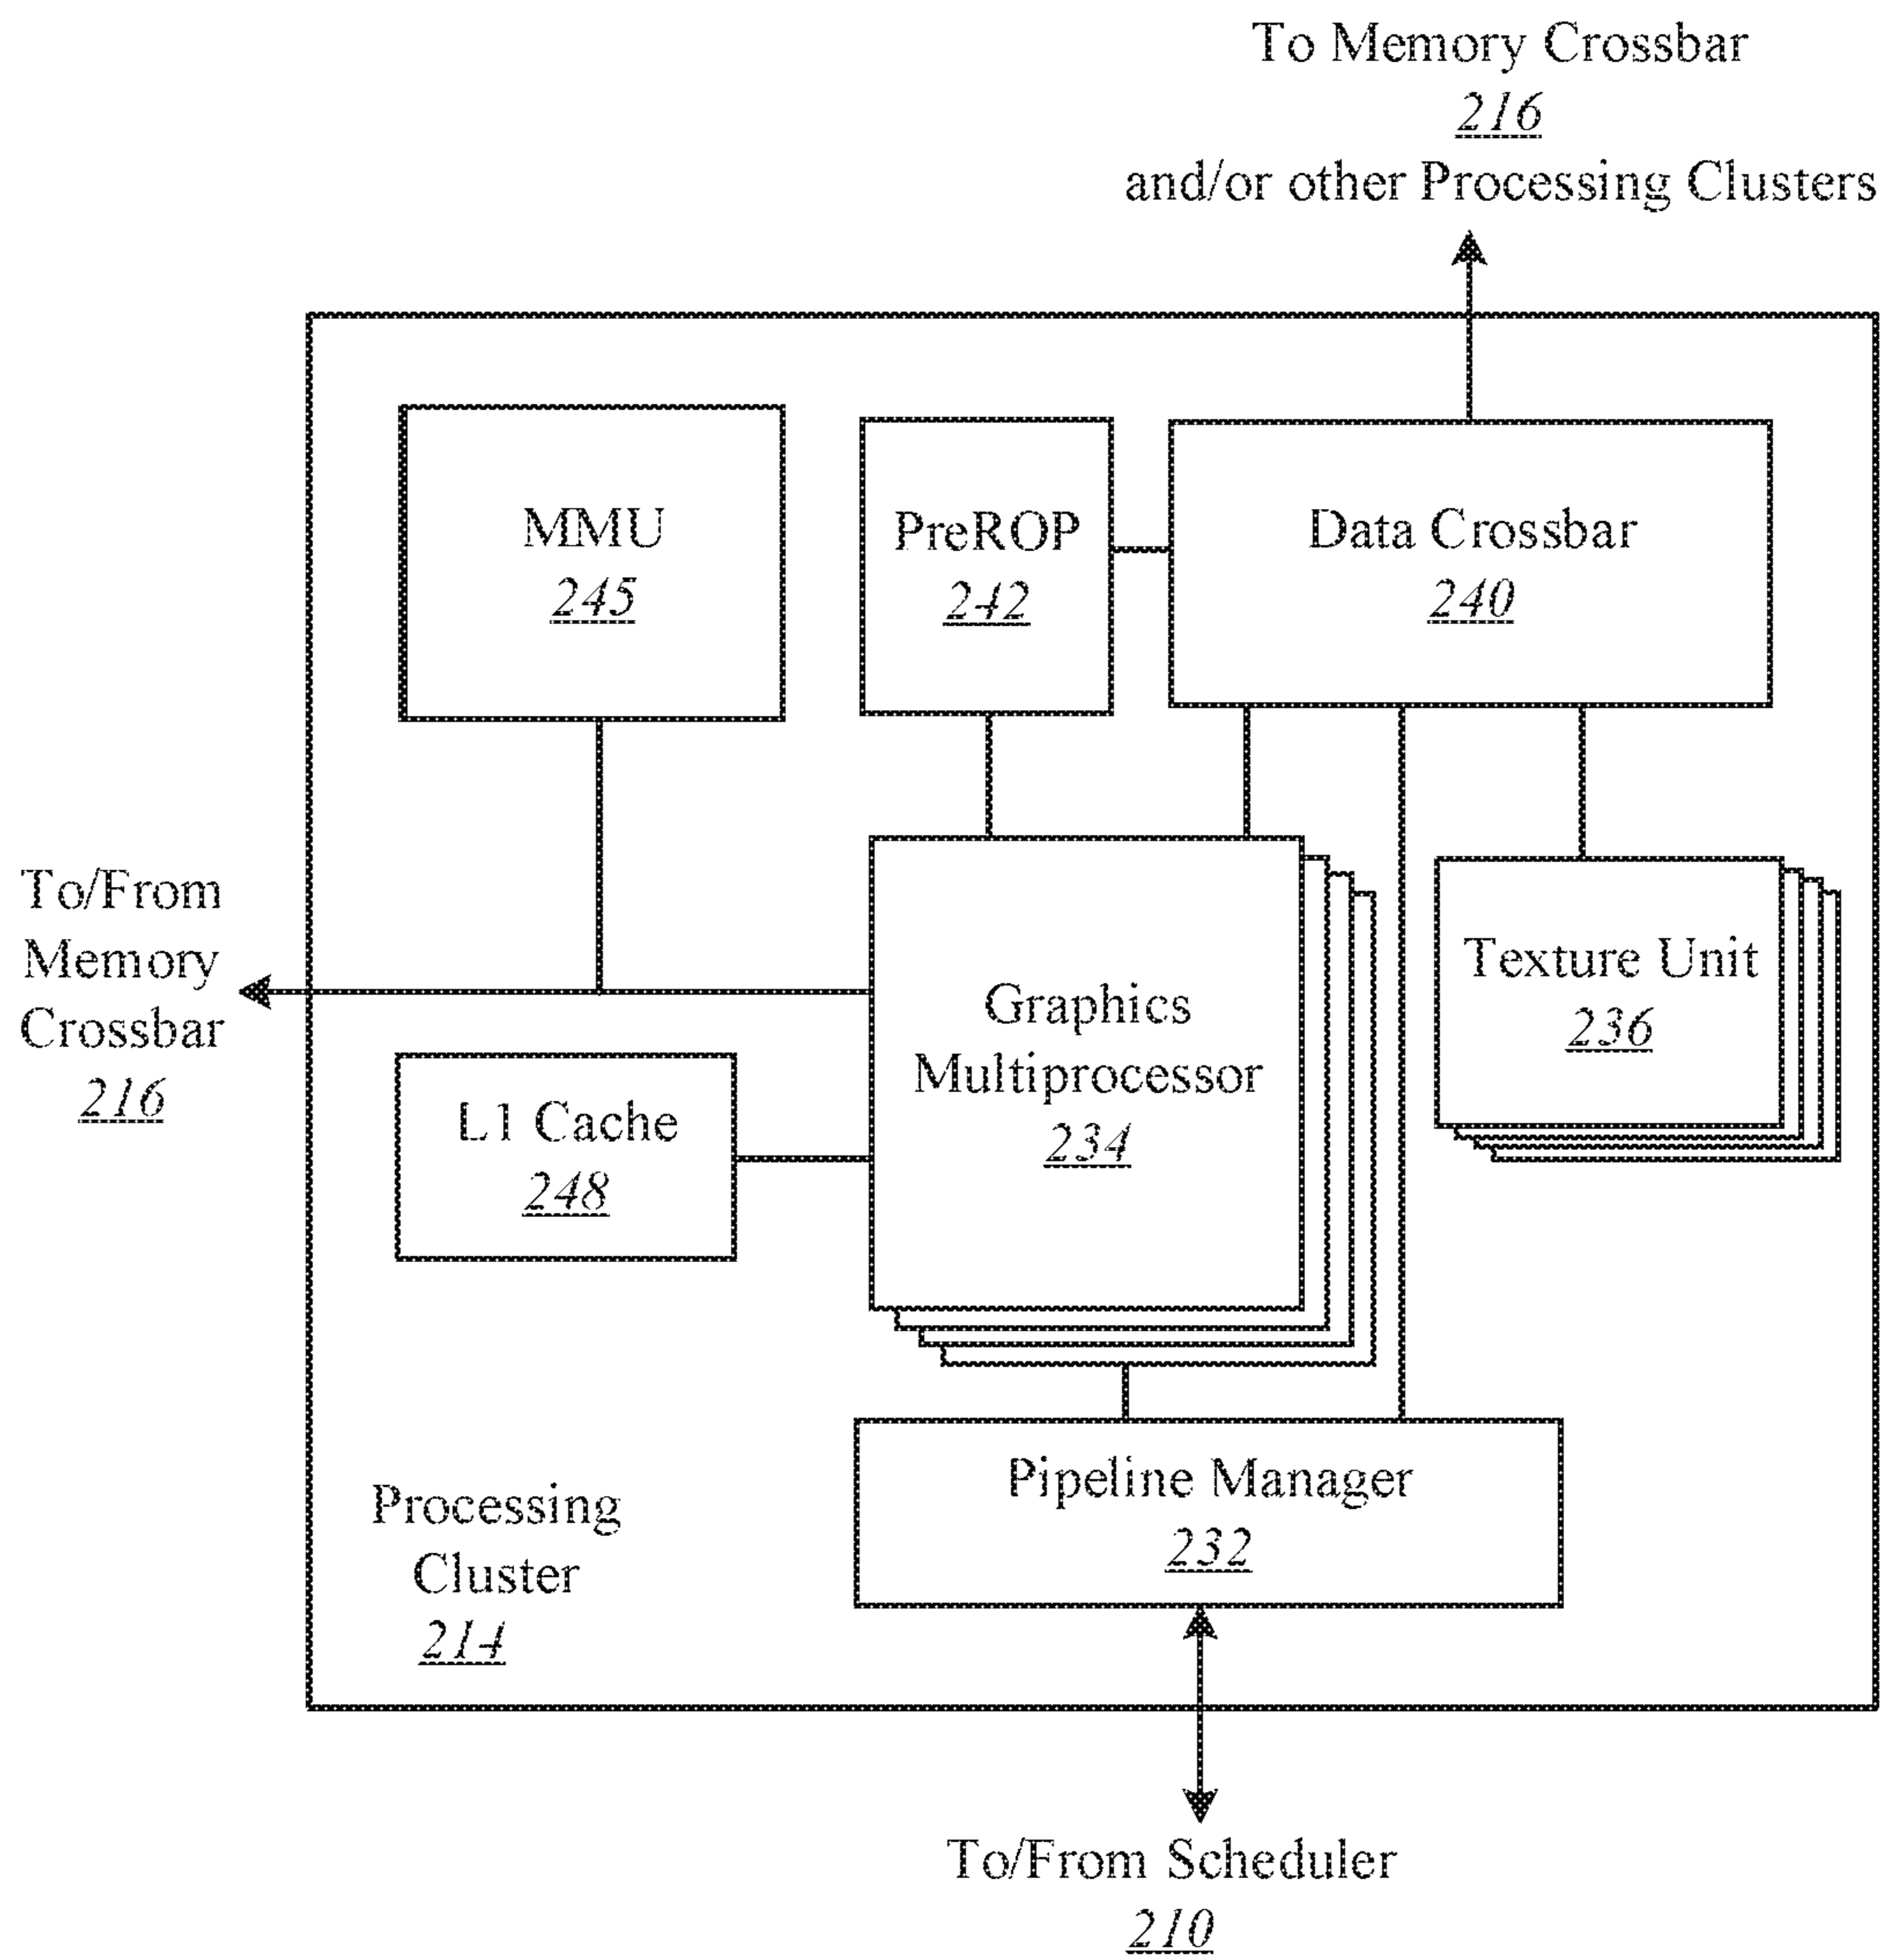 To Memory Crossbar
216
and/or other Processing Clusters
MMU
245
PreROP
242
Data Crossbar
240
To/From
Memory
Crossbar
216
Graphics
Multiprocessor
234
Texture Unit
236
L1 Cache
248
Pipeline Manager
232
Processing
Cluster
214
To/From Scheduler
210